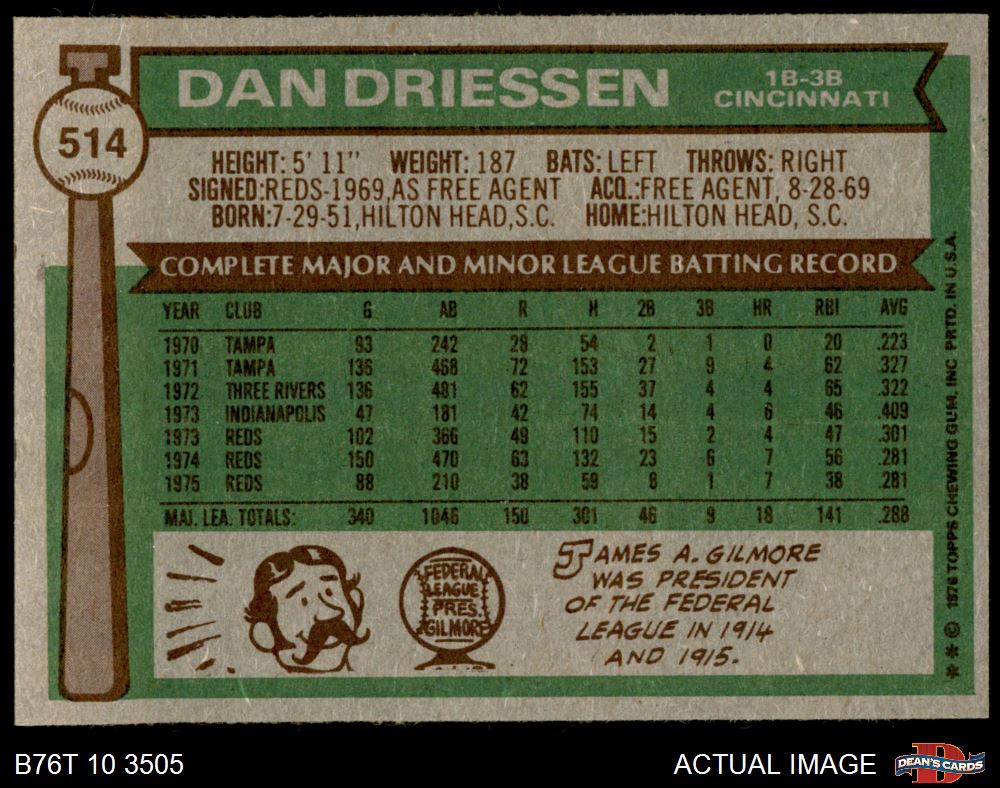 514
DAN DRIESSEN
1B-3B
CINCINNATI
HEIGHT: 5' 11" WEIGHT: 187 BATS: LEFT THROWS: RIGHT
SIGNED:REDS-1969,AS FREE AGENT ACQ.:FREE AGENT, 8-28-69
BORN:7-29-51,HILTON HEAD,S.C. HOME:HILTON HEAD, S.C.
COMPLETE MAJOR AND MINOR LEAGUE BATTING RECORD
YEAR CLUB G AB R H 2B 3B HR RBI AVG
1970 TAMPA 93 242 28 54 2 1 0 20 .223
1971 TAMPA 136 468 72 153 27 9 4 62 .327
1972 THREE RIVERS 136 481 62 155 37 4 4 65 .322
1973 INDIANAPOLIS 47 181 42 74 14 4 6 46 .409
1973 REDS 102 366 49 110 15 2 4 47 .301
1974 REDS 150 470 63 132 23 6 7 56 .281
1975 REDS 88 210 38 59 8 1 7 38 .281
MAJ. LEA. TOTALS: 340 1046 150 301 46 9 18 141 .288
FEDERAL
LEAGUE
PRES.
GILMORE
JAMES A. GILMORE
WAS PRESIDENT
OF THE FEDERAL
LEAGUE IN 1914
AND 1915.
** © 1976 TOPPS CHEWING GUM, INC PRTD. IN U.S.A.
B76T 10 3505
ACTUAL IMAGE
D
DEAN'S CARDS